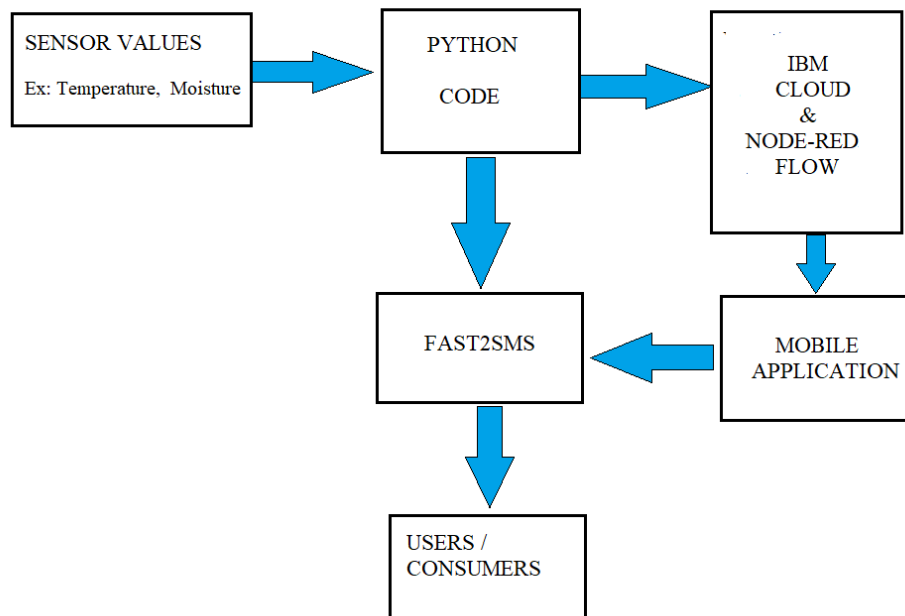 SENSOR VALUES
Ex: Temperature, Moisture
PYTHON
CODE
IBM
CLOUD
&
NODE-RED
FLOW
FAST2SMS
MOBILE
APPLICATION
USERS /
CONSUMERS